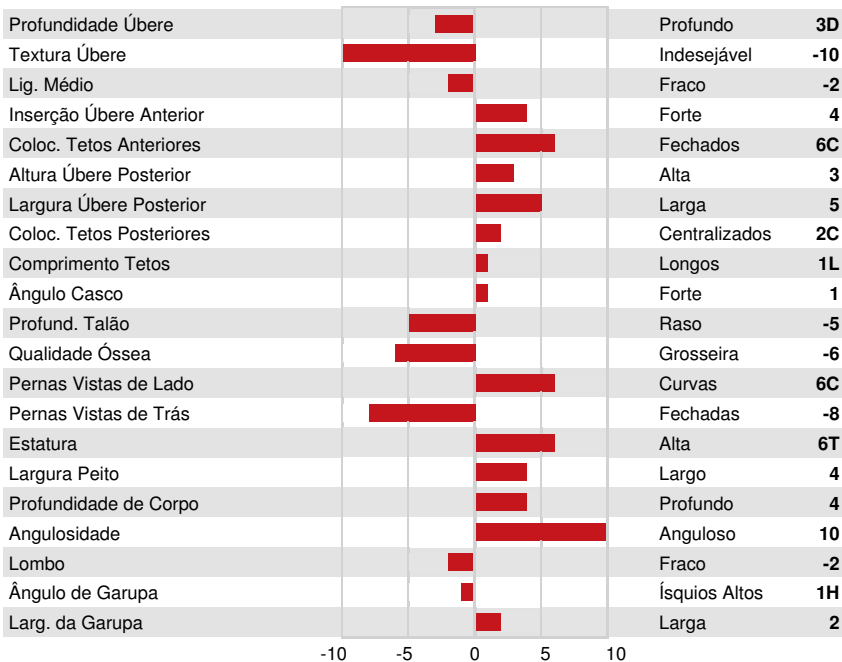 Profundidade Úbere Profundo 3D
Textura Úbere Indesejável -10
Lig. Médio Fraco -2
Inserção Úbere Anterior Forte 4
Coloc. Tetos Anteriores Fechados 6C
Altura Úbere Posterior Alta 3
Largura Úbere Posterior Larga 5
Coloc. Tetos Posteriores Centralizados 2C
Comprimento Tetos Longos 1L
Ângulo Casco Forte 1
Profund. Talão Raso -5
Qualidade Óssea Grosseira -6
Pernas Vistas de Lado Curvas 6C
Pernas Vistas de Trás Fechadas -8
Estatura Alta 6T
Largura Peito Largo 4
Profundidade de Corpo Profundo 4
Angulosidade Anguloso 10
Lombo Fraco -2
Ângulo de Garupa Ísquios Altos 1H
Larg. da Garupa Larga 2
-10 -5 0 5 10